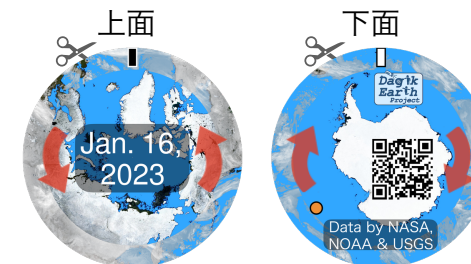 上面
下面
Jan. 16,
2023
Dagik
Earth
Project
Data by NASA,
NOAA & USGS